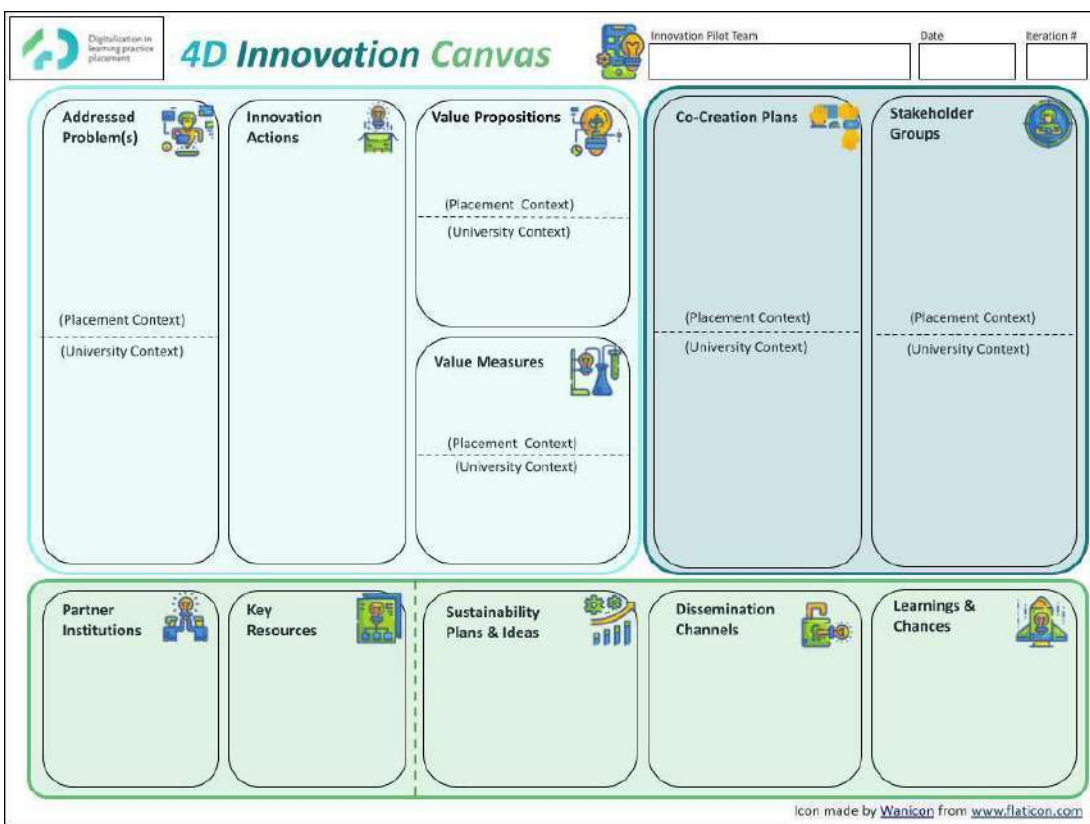 Digitalization in
learning practice
placement
4D Innovation Canvas
Innovation Pilot Team
Date
Iteration #
Addressed
Problem(s)
(Placement Context)
(University Context)
Innovation
Actions
Value Propositions
(Placement Context)
(University Context)
Value Measures
(Placement Context)
(University Context)
Co-Creation Plans
(Placement Context)
(University Context)
Stakeholder
Groups
(Placement Context)
(University Context)
Partner
Institutions
Key
Resources
Sustainability
Plans & Ideas
Dissemination
Channels
Learnings &
Chances
Icon made by Wanicon from www.flaticon.com